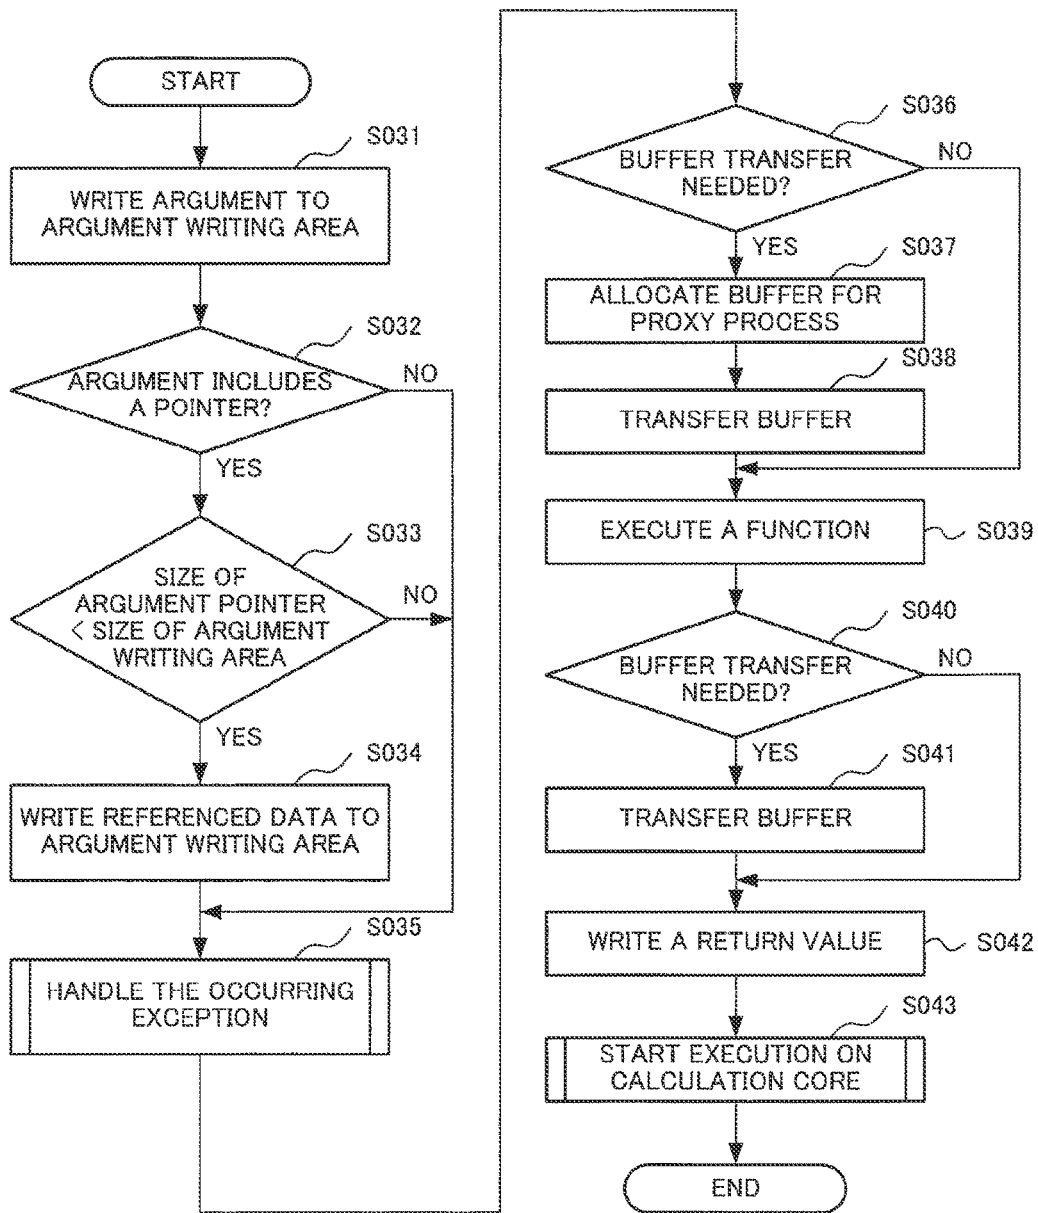 START
S031
WRITE ARGUMENT TO
ARGUMENT WRITING AREA
S032
ARGUMENT INCLUDES
A POINTER?
NO
YES
S033
SIZE OF
ARGUMENT POINTER
< SIZE OF ARGUMENT
WRITING AREA
NO
YES
S034
WRITE REFERENCED DATA TO
ARGUMENT WRITING AREA
S035
HANDLE THE OCCURRING
EXCEPTION
S036
BUFFER TRANSFER
NEEDED?
NO
YES
S037
ALLOCATE BUFFER FOR
PROXY PROCESS
S038
TRANSFER BUFFER
EXECUTE A FUNCTION
S039
S040
BUFFER TRANSFER
NEEDED?
NO
YES
S041
TRANSFER BUFFER
WRITE A RETURN VALUE
S042
S043
START EXECUTION ON
CALCULATION CORE
END